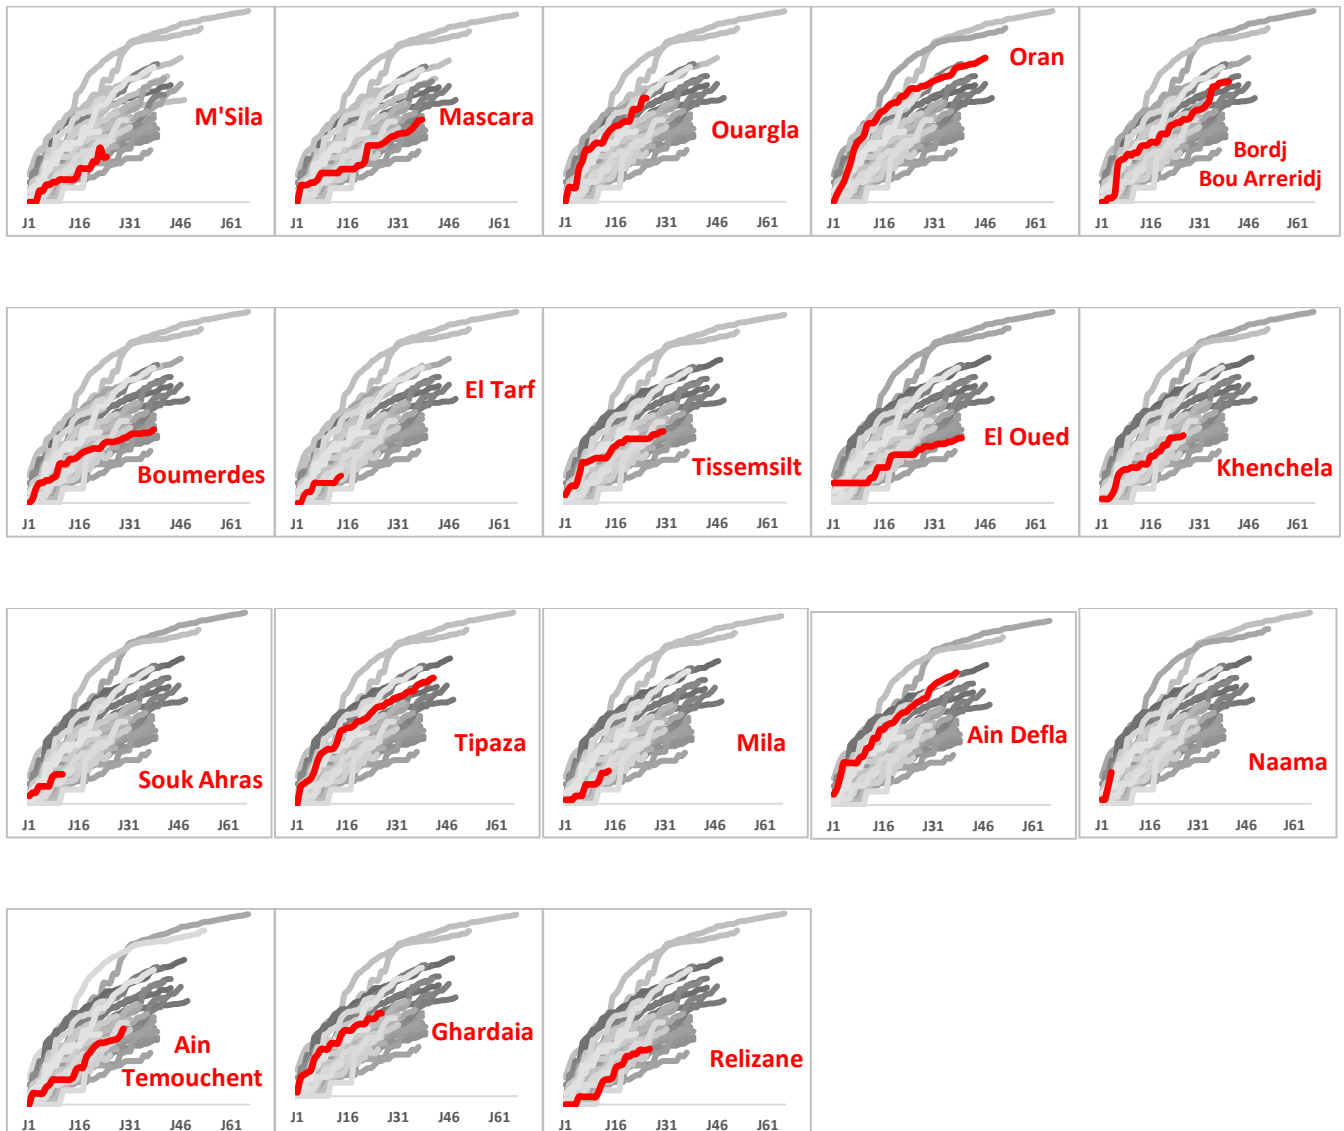 M'Sila
J1 J16 J31 J46 J61
Mascara
J1 J16 J31 J46 J61
Ouargla
J1 J16 J31 J46 J61
Oran
J1 J16 J31 J46 J61
Bordj
Bou Arreridj
J1 J16 J31 J46 J61
Boumerdes
J1 J16 J31 J46 J61
El Tarf
J1 J16 J31 J46 J61
Tissemsilt
J1 J16 J31 J46 J61
El Oued
J1 J16 J31 J46 J61
Khenchela
J1 J16 J31 J46 J61
Souk Ahras
J1 J16 J31 J46 J61
Tipaza
J1 J16 J31 J46 J61
Mila
J1 J16 J31 J46 J61
Ain Defla
J1 J16 J31 J46 J61
Naama
J1 J16 J31 J46 J61
Ain
Temouchent
J1 J16 J31 J46 J61
Ghardaia
J1 J16 J31 J46 J61
Relizane
J1 J16 J31 J46 J61